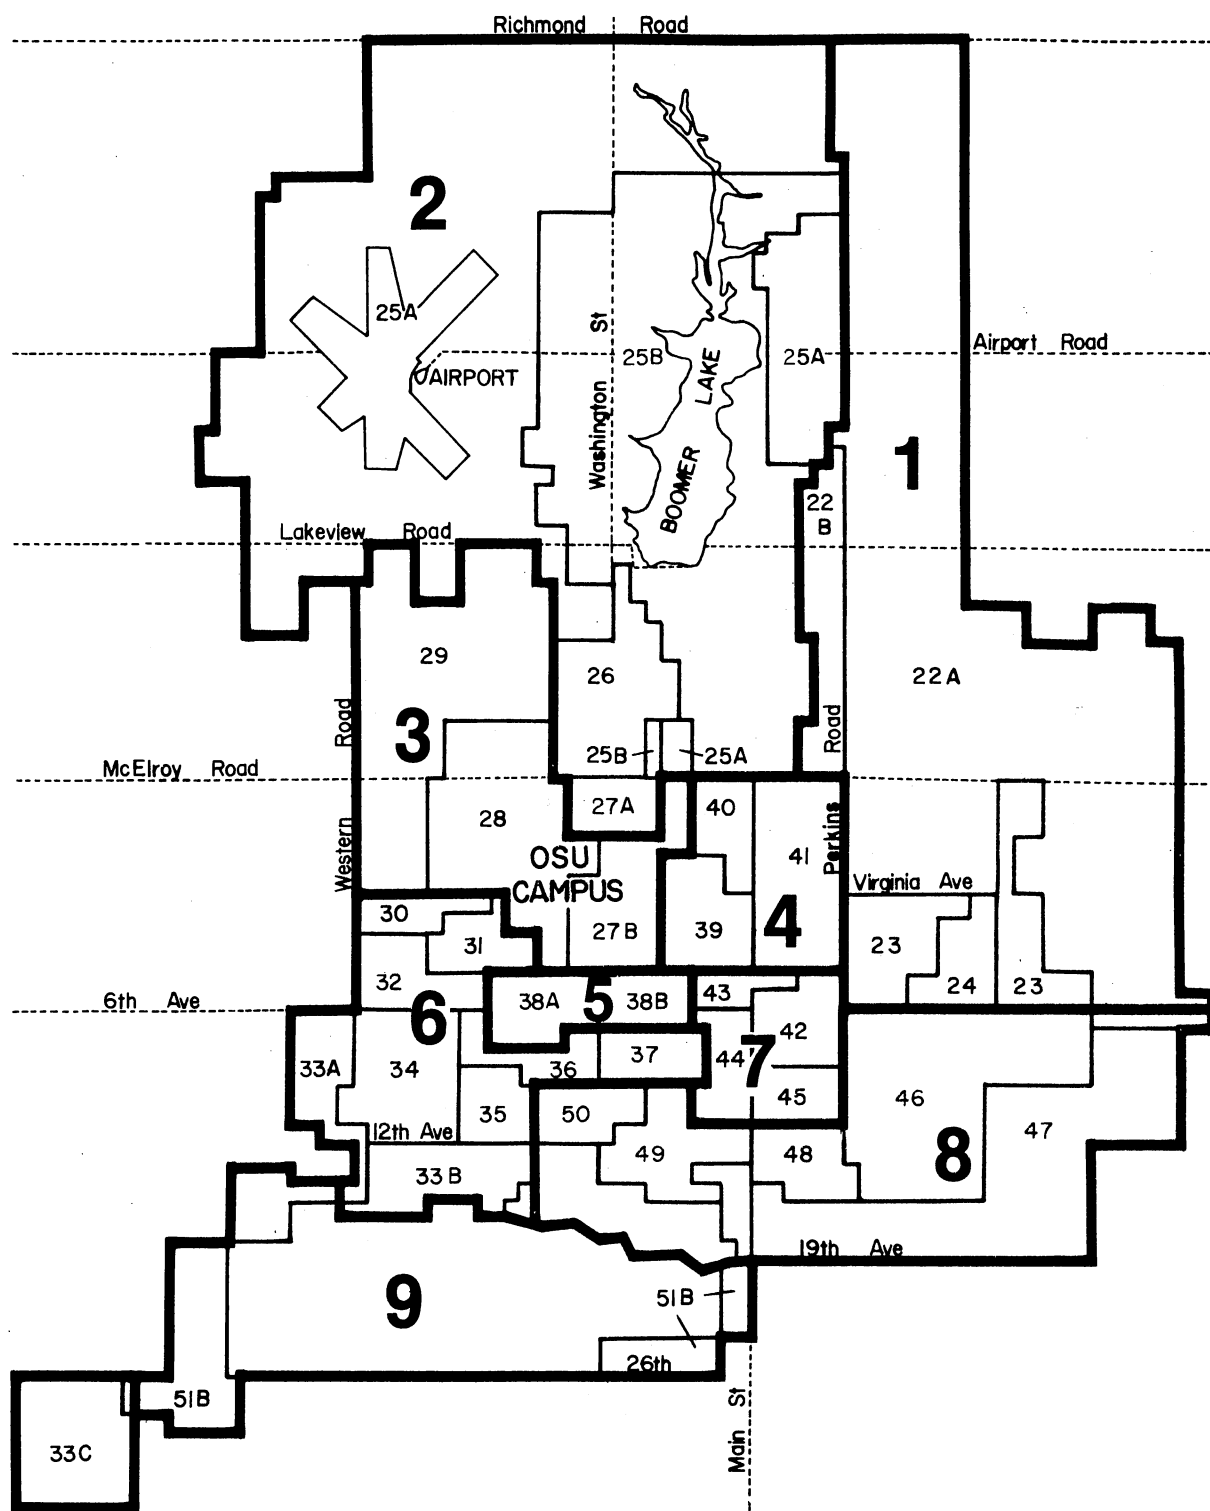 Richmond Road
2
25A
AIRPORT
Washington St
25B
BOOMER LAKE
25A
Airport Road
1
22
B
Lakeview Road
29
26
22A
3
Western Road
25B
25A
Perkins Road
McElroy Road
28
27A
40
41
OSU
CAMPUS
Virginia Ave
30
31
27B
39
4
23
24
23
32
6th Ave
6
38A
5
38B
43
42
33A
34
36
37
44
7
35
50
45
46
47
12th Ave
33B
49
48
8
19th Ave
9
51B
26th
51B
Main St
33C